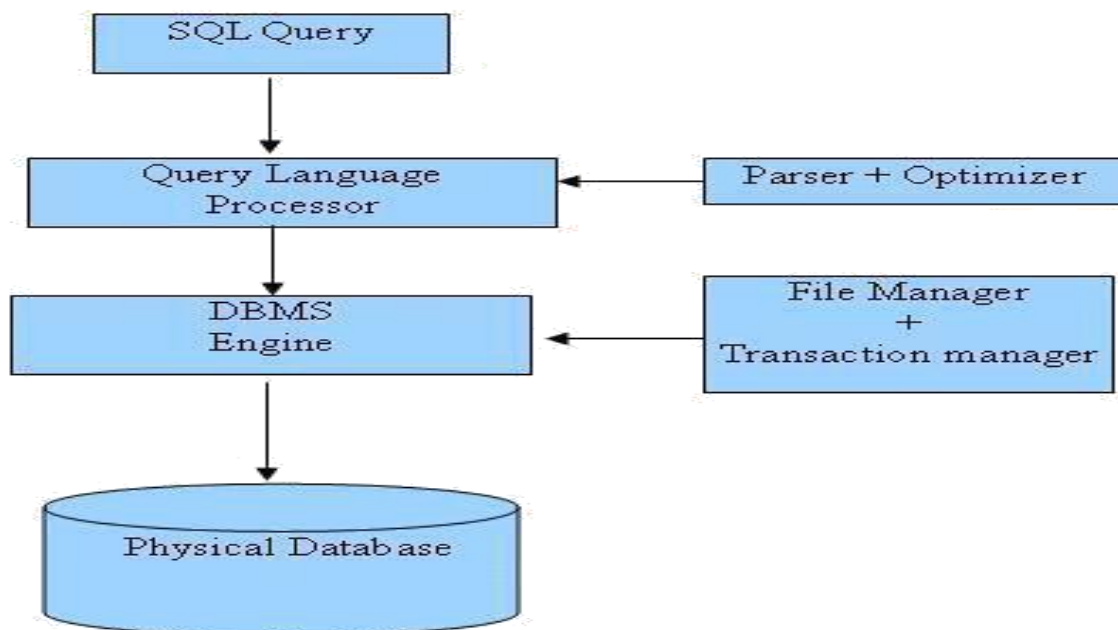 SQL Query
Query Language
Processor
Parser + Optimizer
DBMS
Engine
File Manager
+
Transaction manager
Physical Database